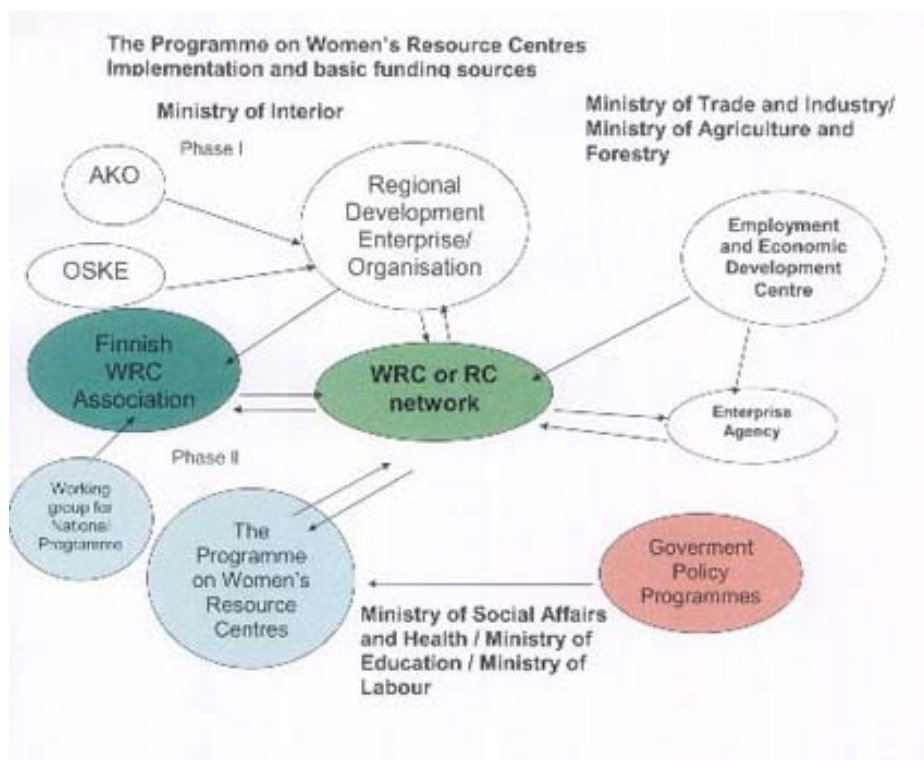 The Programme on Women's Resource Centres
Implementation and basic funding sources
Ministry of Interior
Ministry of Trade and Industry/
Ministry of Agriculture and
Forestry
Phase I
AKO
Regional
Development
Enterprise/
Organisation
Employment
and Economic
Development
Centre
OSKE
Finnish
WRC
Association
WRC or RC
network
Enterprise
Agency
Phase II
Working
group for
National
Programme
The
Programme
on Women's
Resource
Centres
Goverment
Policy
Programmes
Ministry of Social Affairs
and Health / Ministry of
Education / Ministry of
Labour